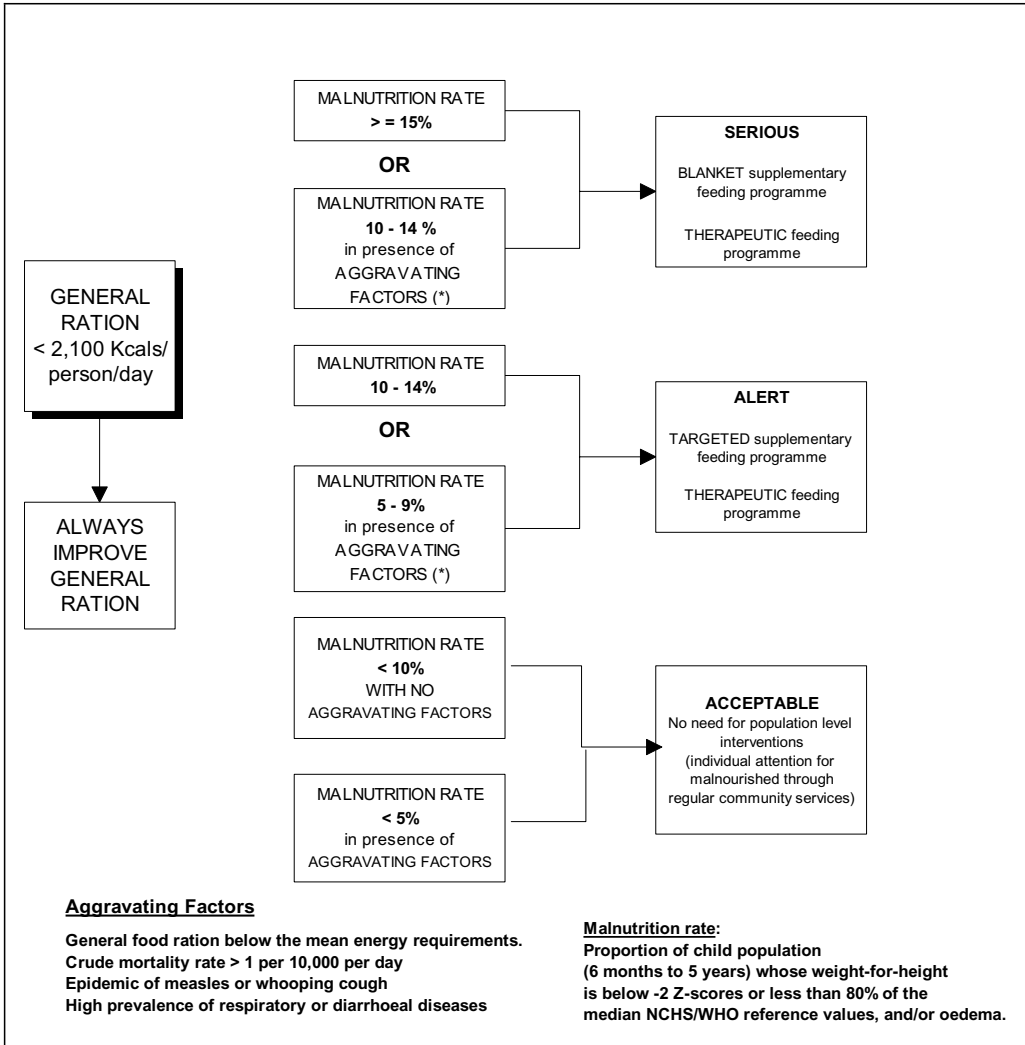 GENERAL
RATION
< 2,100 Kcals/
person/day
ALWAYS
IMPROVE
GENERAL
RATION
MALNUTRITION RATE
> = 15%
OR
MALNUTRITION RATE
10 - 14 %
in presence of
AGGRAVATING
FACTORS (*)
SERIOUS
BLANKET supplementary
feeding programme
THERAPEUTIC feeding
programme
MALNUTRITION RATE
10 - 14%
OR
MALNUTRITION RATE
5 - 9%
in presence of
AGGRAVATING
FACTORS (*)
ALERT
TARGETED supplementary
feeding programme
THERAPEUTIC feeding
programme
MALNUTRITION RATE
< 10%
WITH NO
AGGRAVATING FACTORS
MALNUTRITION RATE
< 5%
in presence of
AGGRAVATING FACTORS
ACCEPTABLE
No need for population level
interventions
(individual attention for
malnourished through
regular community services)
Aggravating Factors
General food ration below the mean energy requirements.
Crude mortality rate > 1 per 10,000 per day
Epidemic of measles or whooping cough
High prevalence of respiratory or diarrhoeal diseases
Malnutrition rate:
Proportion of child population
(6 months to 5 years) whose weight-for-height
is below -2 Z-scores or less than 80% of the
median NCHS/WHO reference values, and/or oedema.